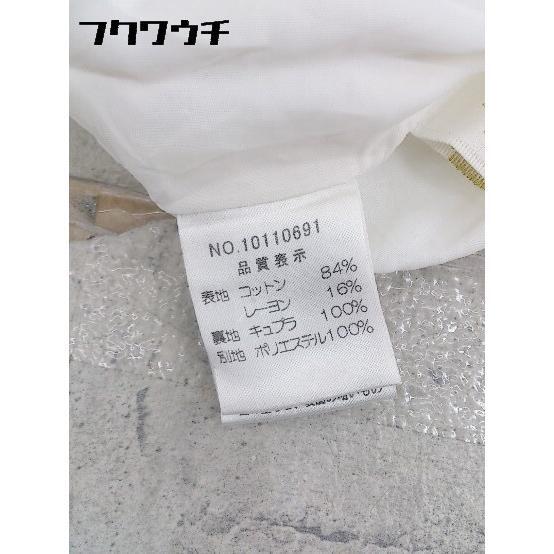 フクワウチ
NO.10110691
品質表示
表地 コットン 84%
レーヨン 16%
裏地 キュプラ 100%
別地 ポリエステル100%